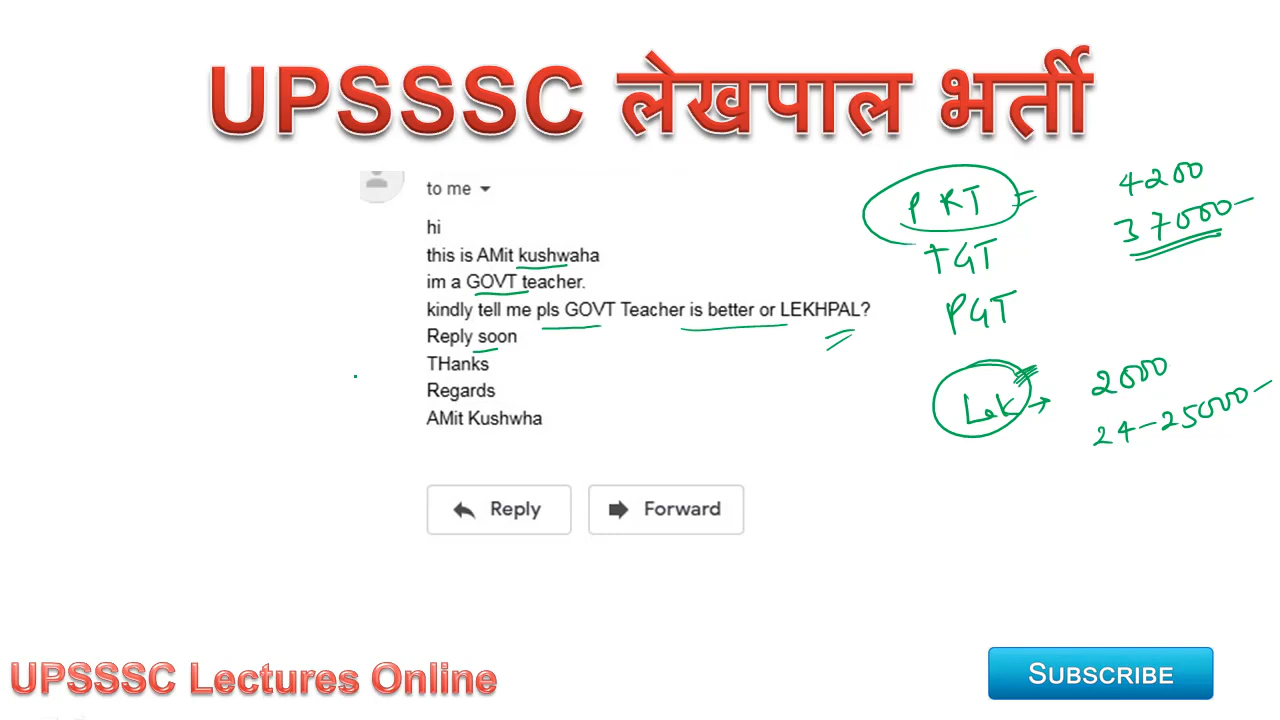 UPSSSC लेखपाल भर्ती
to me
hi
this is AMit kushwaha
im a GOVT teacher.
kindly tell me pls GOVT Teacher is better or LEKHPAL?
Reply soon
THanks
Regards
AMit Kushwha
Reply
Forward
PRT
4200
37000-
TGT
PGT
Lek
2000
24-25000-
UPSSSC Lectures Online
SUBSCRIBE